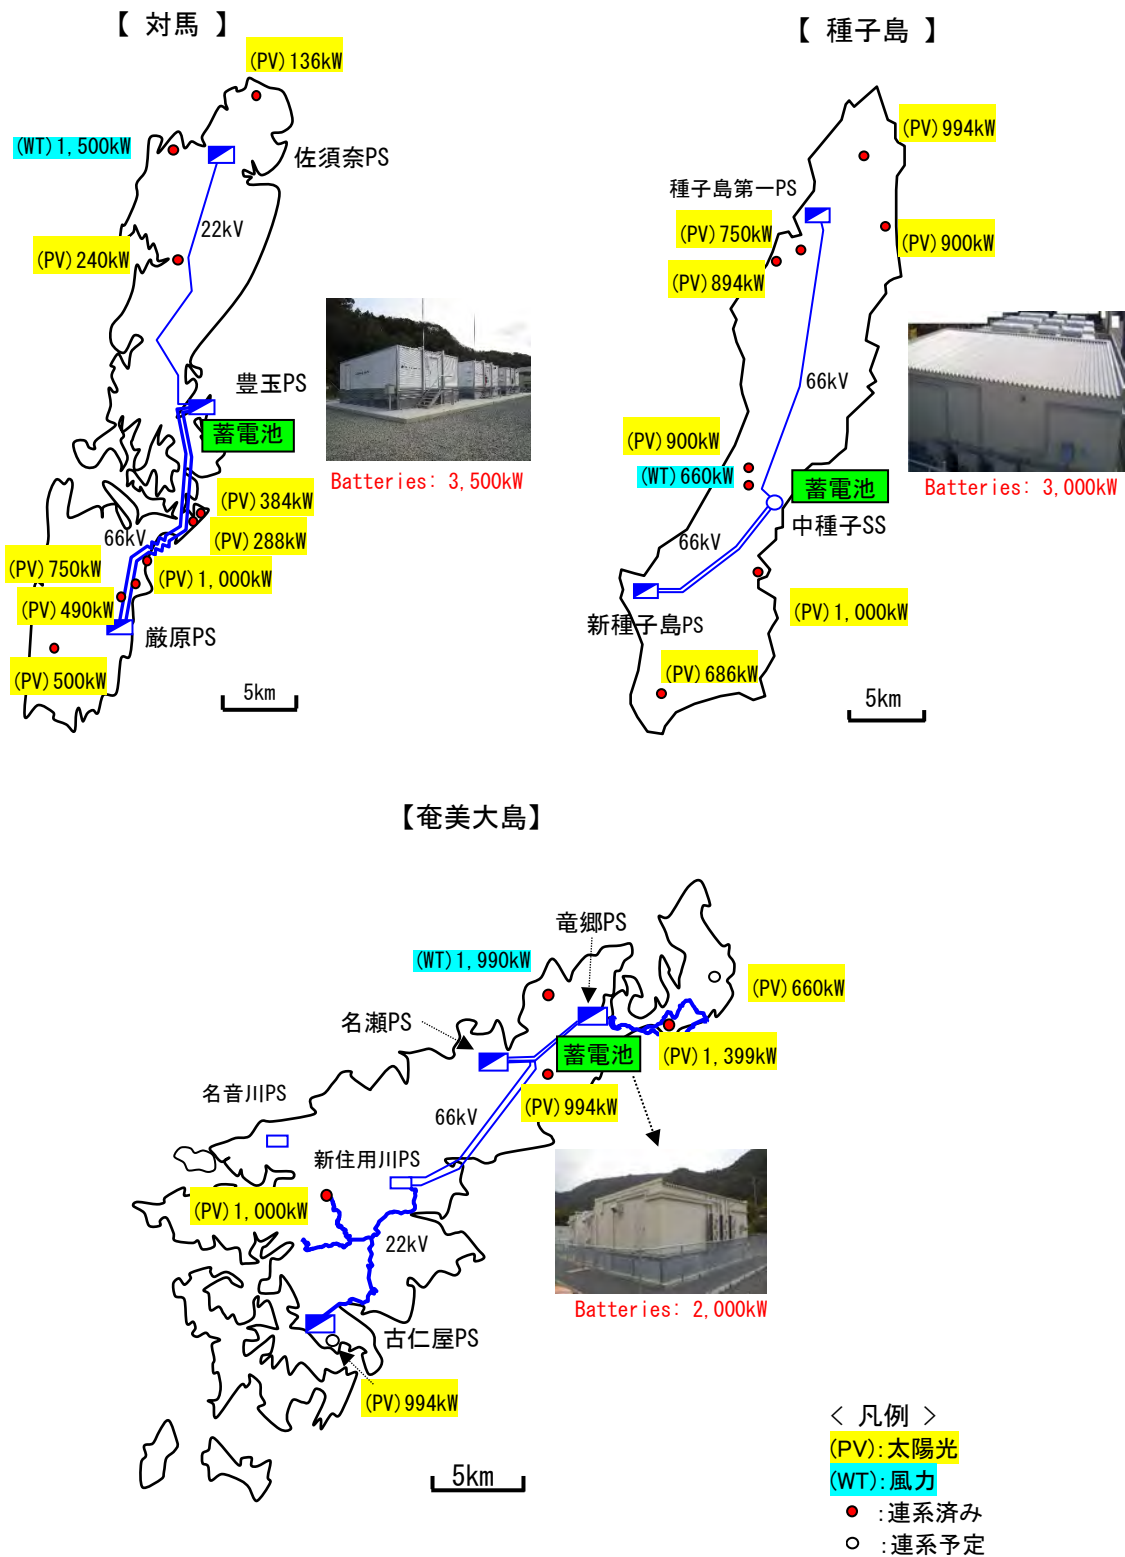 【 対馬 】
(PV)136kW
(WT)1,500kW
佐須奈PS
22kV
(PV)240kW
豊玉PS
蓄電池
Batteries: 3,500kW
(PV)384kW
66kV
(PV)288kW
(PV)750kW
(PV)1,000kW
(PV)490kW
厳原PS
(PV)500kW
5km
【 種子島 】
(PV)994kW
種子島第一PS
(PV)750kW
(PV)900kW
(PV)894kW
66kV
(PV)900kW
(WT)660kW
蓄電池
Batteries: 3,000kW
中種子SS
66kV
(PV)1,000kW
新種子島PS
(PV)686kW
5km
【奄美大島】
竜郷PS
(WT)1,990kW
(PV)660kW
名瀬PS
蓄電池
(PV)1,399kW
名音川PS
(PV)994kW
66kV
新住用川PS
(PV)1,000kW
22kV
Batteries: 2,000kW
古仁屋PS
(PV)994kW
5km
< 凡例 >
(PV):太陽光
(WT):風力
:連系済み
:連系予定